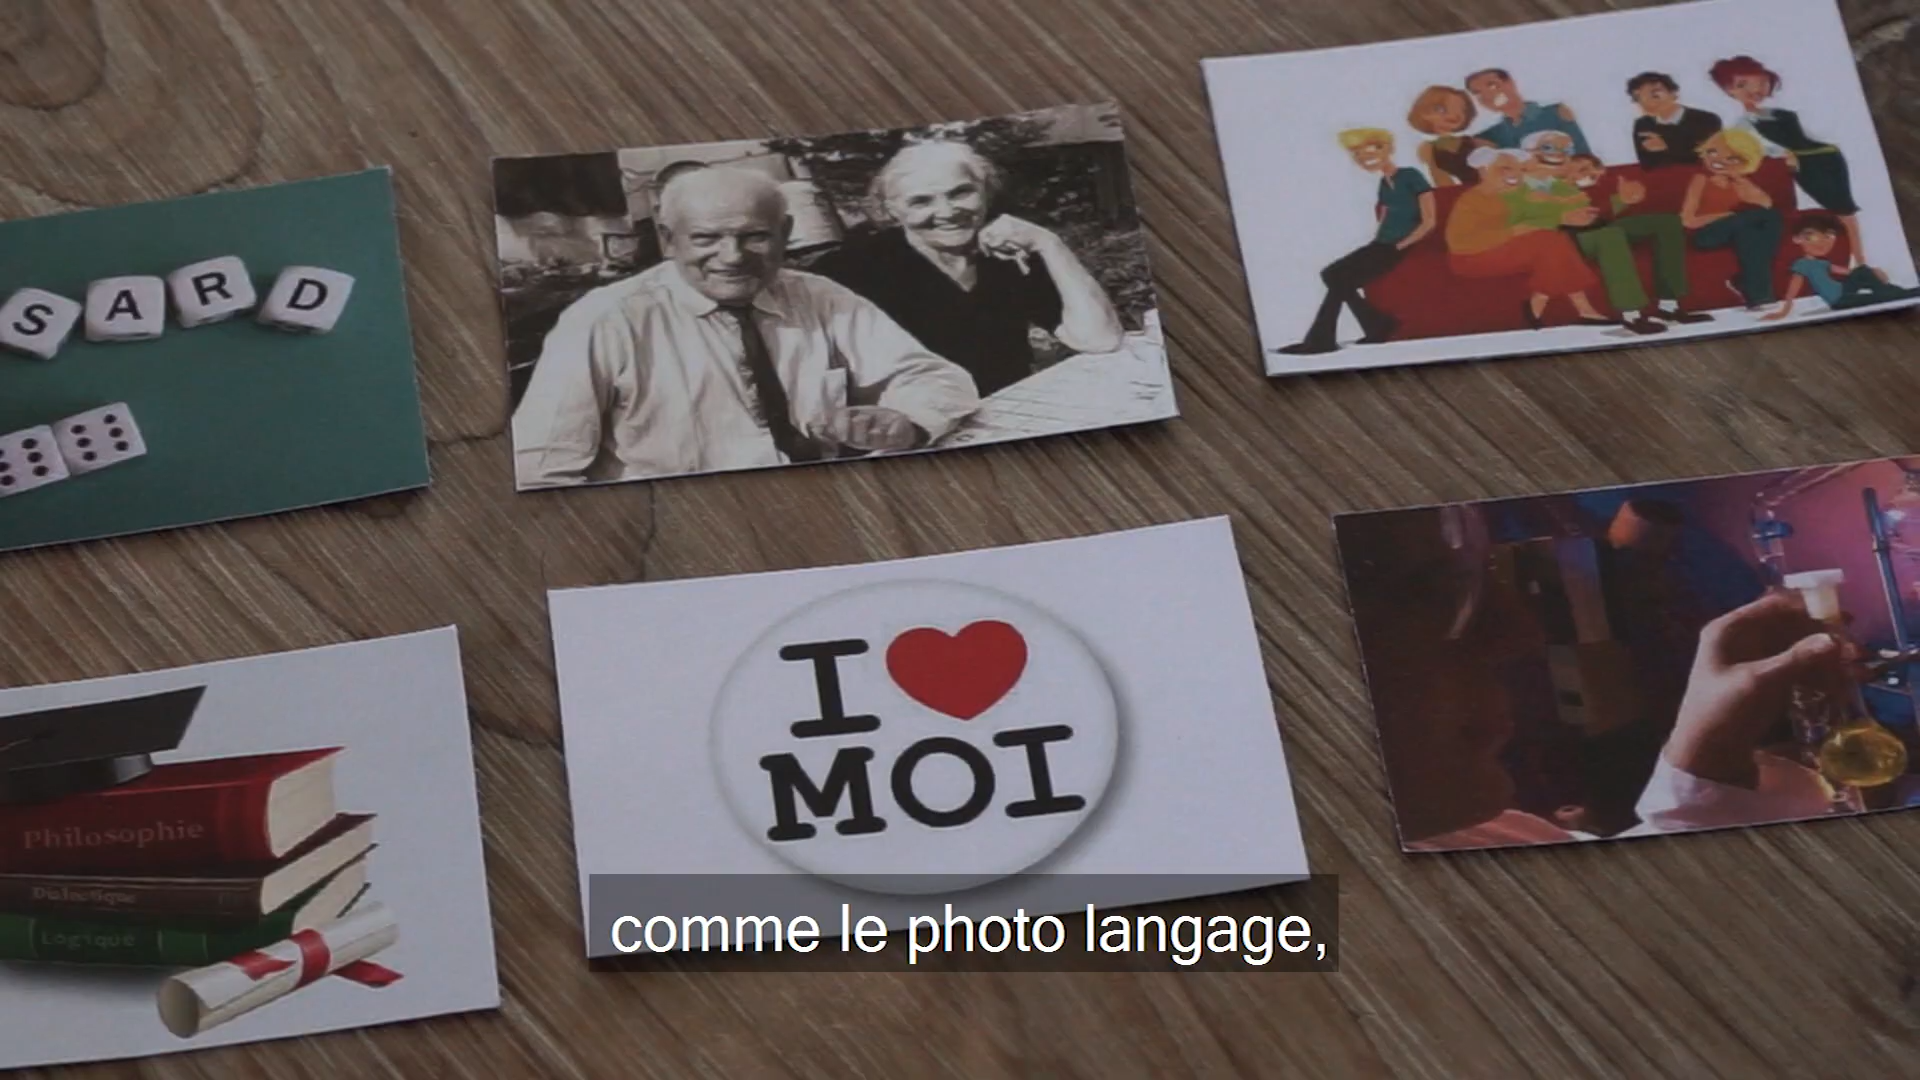 SARD
I
MOI
Philosophie
Dialectique
Logique
comme le photo langage,